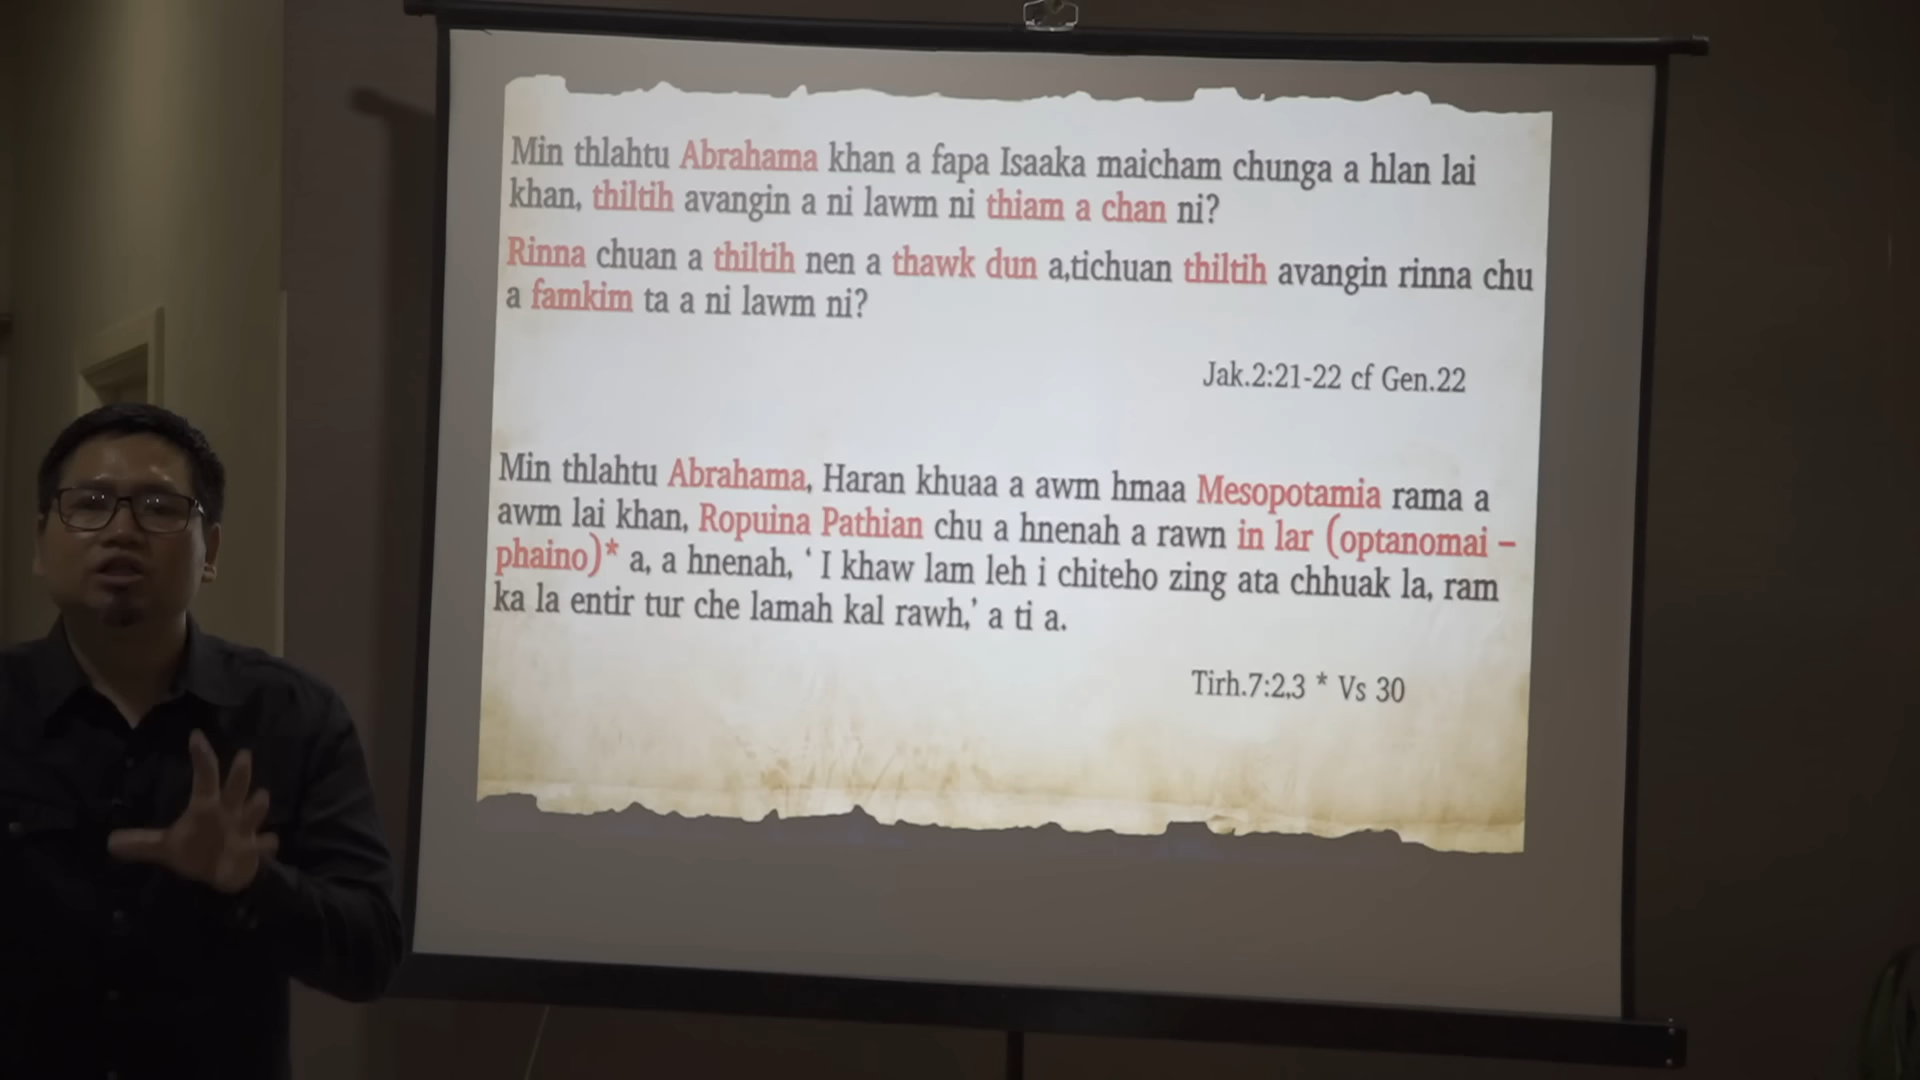 Min thlahtu Abrahama khan a fapa Isaaka maicham chunga a hlan lai
khan, thiltih avangin a ni lawm ni thiam a chan ni?
Rinna chuan a thiltih nen a thawk dun a,tichuan thiltih avangin rinna chu
a famkim ta a ni lawm ni?
Jak.2:21-22 cf Gen.22
Min thlahtu Abrahama, Haran khuaa a awm hmaa Mesopotamia rama a
awm lai khan, Ropuina Pathian chu a hnenah a rawn in lar (optanomai –
phaino)* a, a hnenah, ‘ I khaw lam leh i chiteho zing ata chhuak la, ram
ka la entir tur che lamah kal rawh,’ a ti a.
Tirh.7:2,3 * Vs 30